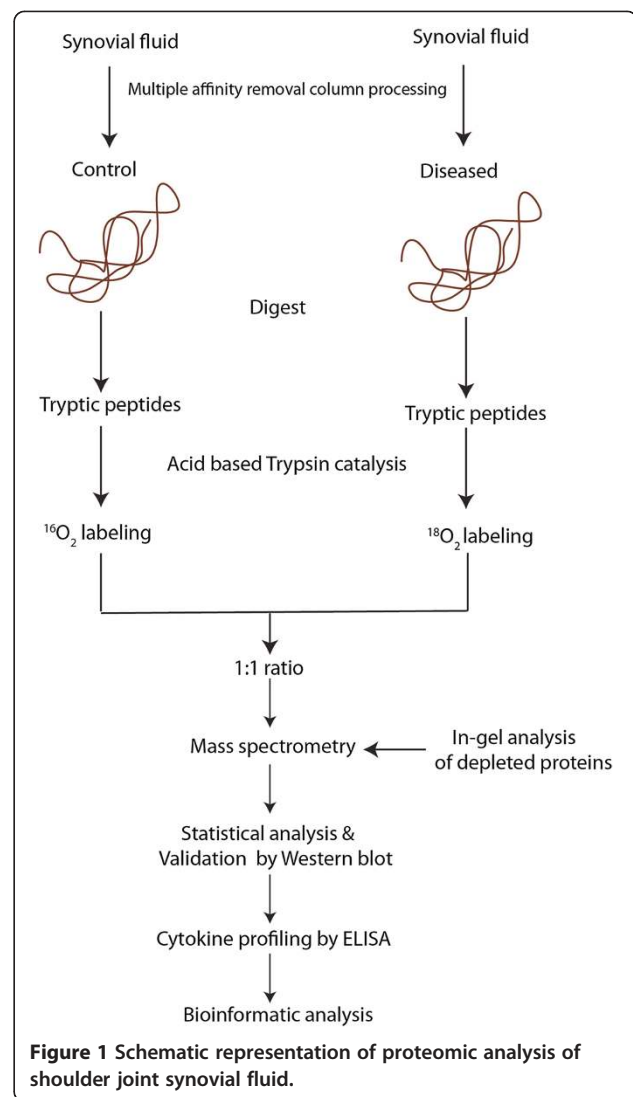 Synovial fluid
Synovial fluid
Multiple affinity removal column processing
Control
Diseased
Digest
Tryptic peptides
Tryptic peptides
Acid based Trypsin catalysis
¹⁶O₂ labeling
¹⁸O₂ labeling
1:1 ratio
Mass spectrometry
In-gel analysis
of depleted proteins
Statistical analysis &
Validation by Western blot
Cytokine profiling by ELISA
Bioinformatic analysis
Figure 1 Schematic representation of proteomic analysis of
shoulder joint synovial fluid.